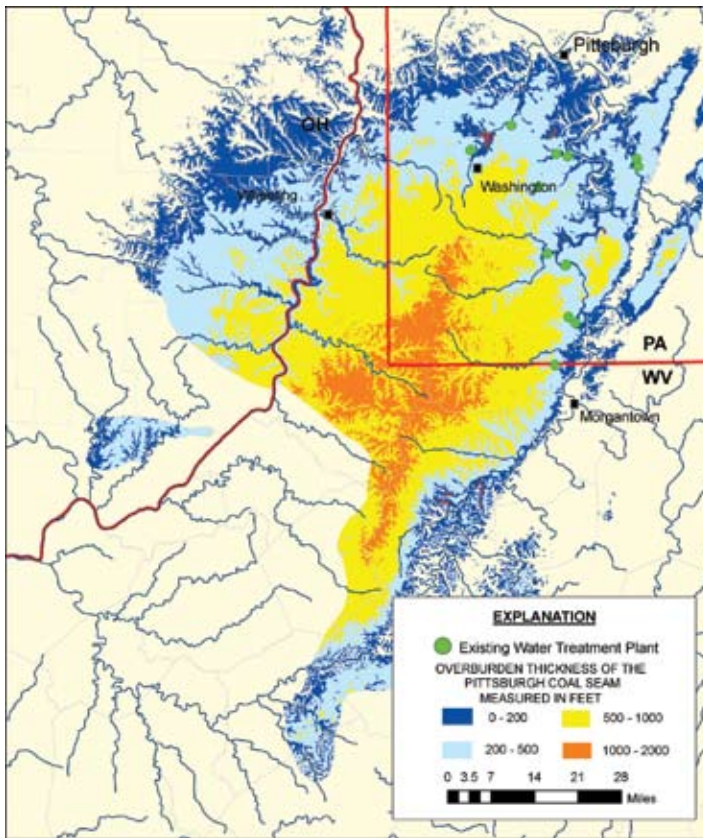 Pittsburgh
OH
Washington
Wheeling
PA
WV
Morgantown
EXPLANATION
Existing Water Treatment Plant
OVERBURDEN THICKNESS OF THE
PITTSBURGH COAL SEAM
MEASURED IN FEET
0 - 200
500 - 1000
200 - 500
1000 - 2000
0 3.5 7 14 21 28
Miles